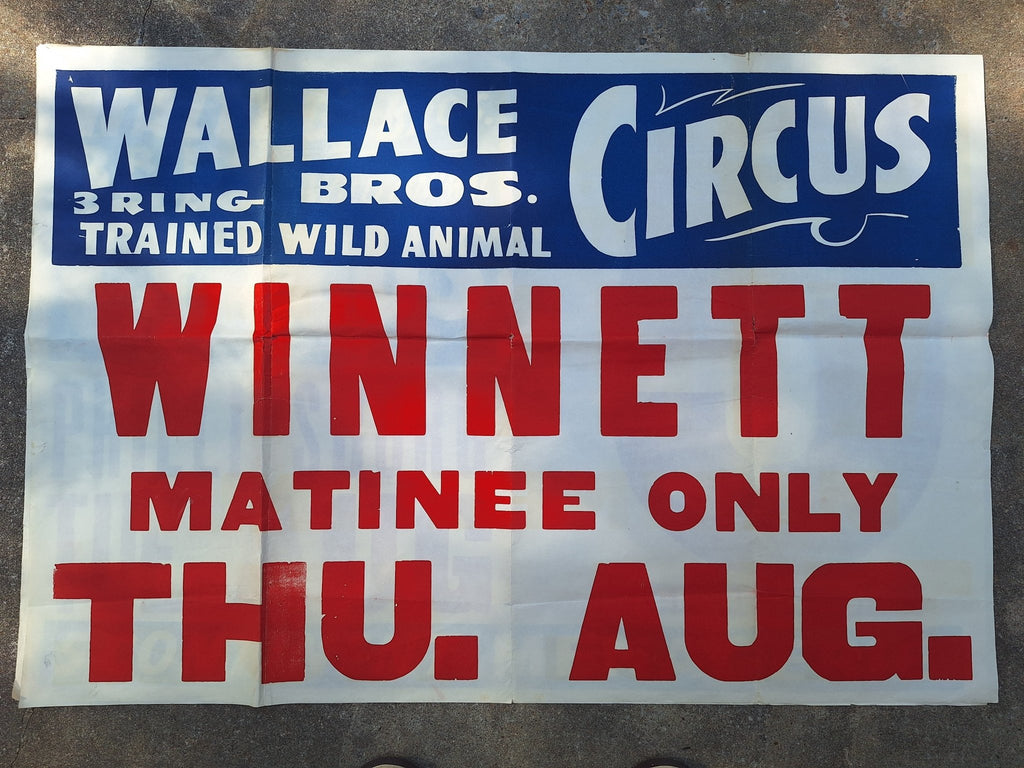 WALLACE BROS. CIRCUS
3 RING
TRAINED WILD ANIMAL
WINNETT
MATINEE ONLY
THU. AUG.